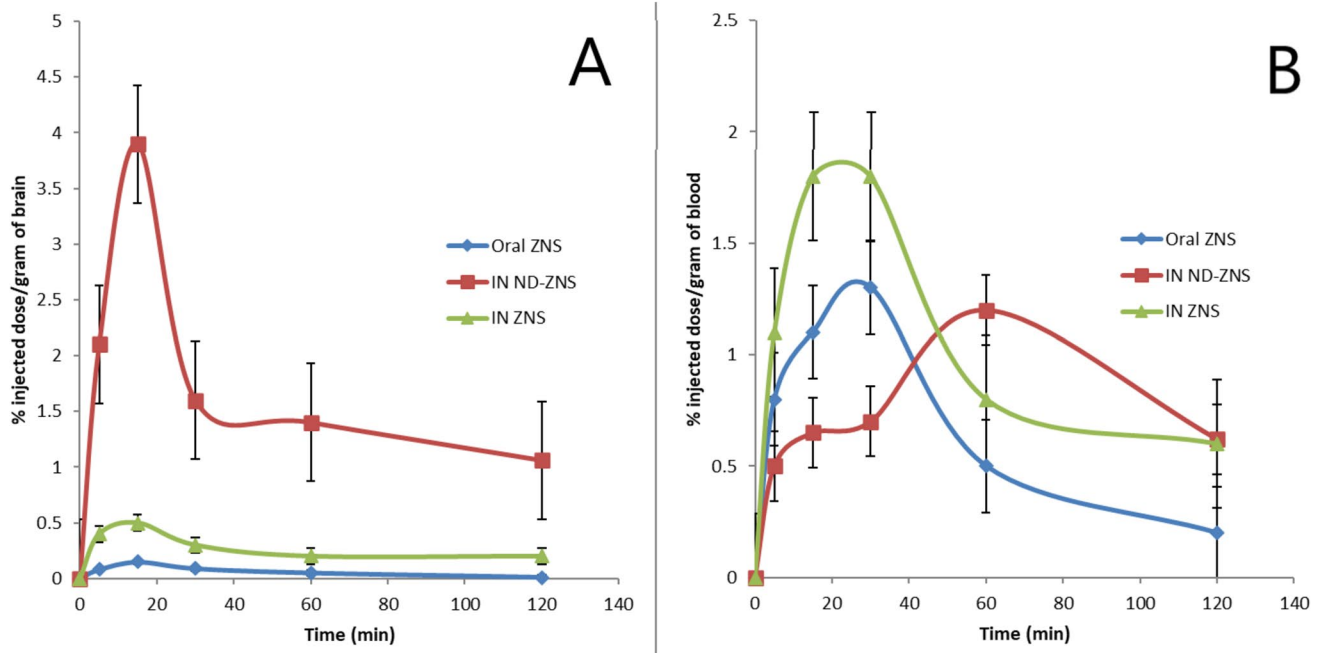 A
5
4.5
4
3.5
3
2.5
2
1.5
1
0.5
0
% injected dose/gram of brain
Oral ZNS
IN ND-ZNS
IN ZNS
0 20 40 60 80 100 120 140
Time (min)
B
2.5
2
1.5
1
0.5
0
% injected dose/gram of blood
Oral ZNS
IN ND-ZNS
IN ZNS
0 20 40 60 80 100 120 140
Time (min)